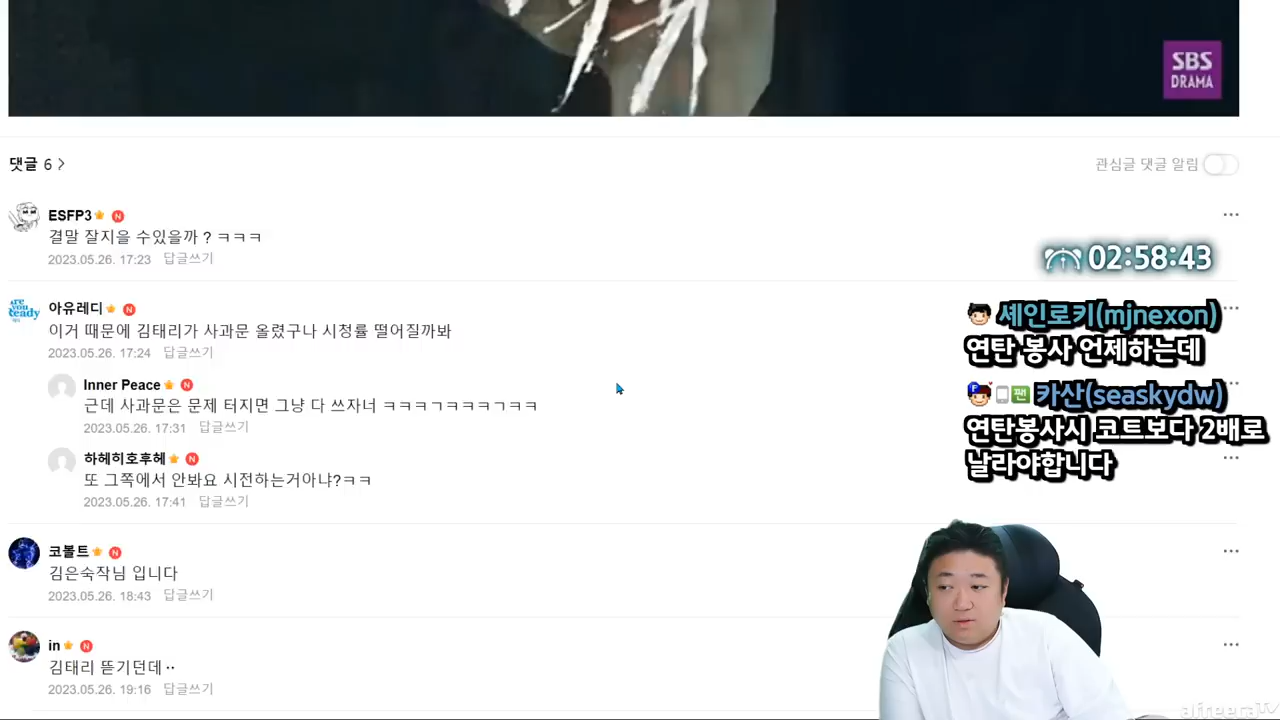 SBS
DRAMA
댓글 6 >
관심글 댓글 알림
ESFP3 N
결말 잘지을 수있을까 ? ㅋㅋㅋ
2023.05.26. 17:23 답글쓰기
02:58:43
are
you
ready
아유레디 N
이거 때문에 김태리가 사과문 올렸구나 시청률 떨어질까봐
2023.05.26. 17:24 답글쓰기
셰인로키(mjnexon)
연탄 봉사 언제하는데
Inner Peace N
근데 사과문은 문제 터지면 그냥 다 쓰자너 ㅋㅋㅋㄱㅋㅋㅋㄱㅋㅋ
2023.05.26. 17:31 답글쓰기
F 팬 카산(seaskydw)
연탄봉사시 코트보다 2배로
날라야합니다
하헤히호후헤 N
또 그쪽에서 안봐요 시전하는거아냐?ㅋㅋ
2023.05.26. 17:41 답글쓰기
코볼트 N
김은숙작님 입니다
2023.05.26. 18:43 답글쓰기
in N
김태리 뜯기던데··
2023.05.26. 19:16 답글쓰기
afreecaTV